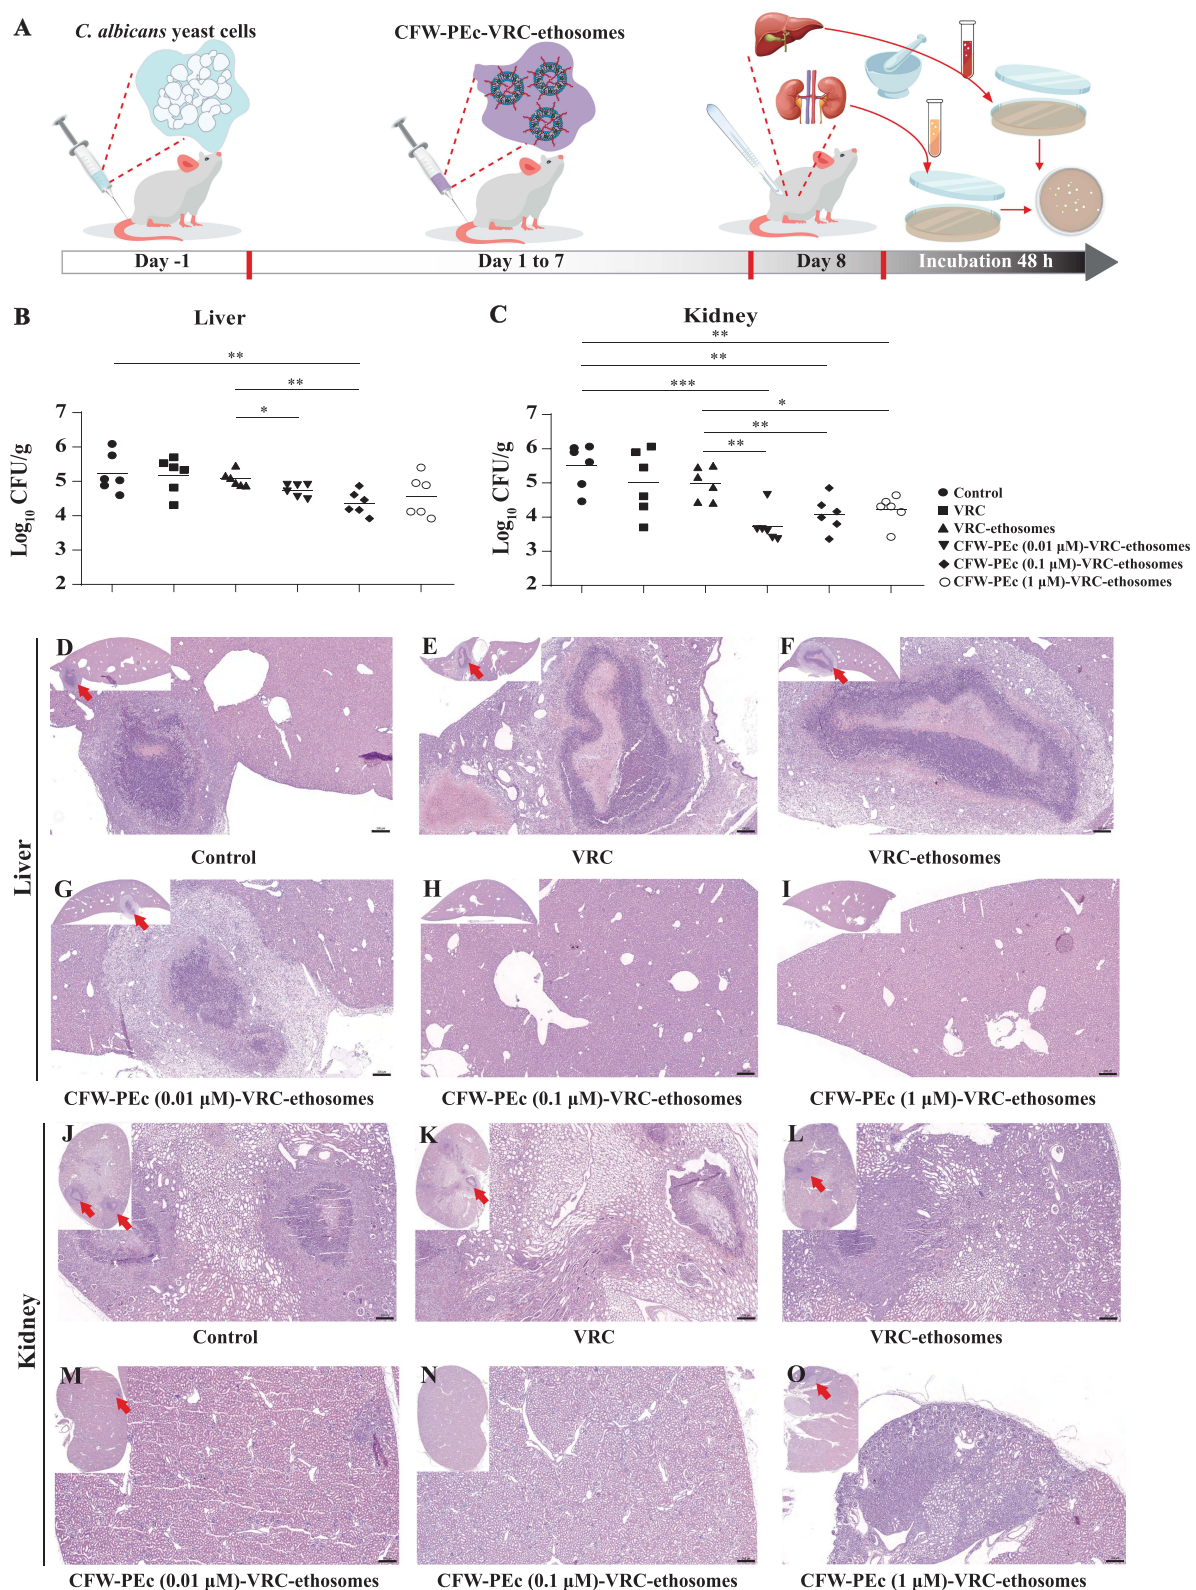 A
C. albicans yeast cells
CFW-PEc-VRC-ethosomes
Day -1
Day 1 to 7
Day 8
Incubation 48 h
B
Liver
**
**
*
Log10 CFU/g
7
6
5
4
3
2
C
Kidney
**
**
***
*
**
**
Log10 CFU/g
7
6
5
4
3
2
Control
VRC
VRC-ethosomes
CFW-PEc (0.01 µM)-VRC-ethosomes
CFW-PEc (0.1 µM)-VRC-ethosomes
CFW-PEc (1 µM)-VRC-ethosomes
Liver
D
E
F
Control
VRC
VRC-ethosomes
G
H
I
CFW-PEc (0.01 µM)-VRC-ethosomes
CFW-PEc (0.1 µM)-VRC-ethosomes
CFW-PEc (1 µM)-VRC-ethosomes
Kidney
J
K
L
Control
VRC
VRC-ethosomes
M
N
O
CFW-PEc (0.01 µM)-VRC-ethosomes
CFW-PEc (0.1 µM)-VRC-ethosomes
CFW-PEc (1 µM)-VRC-ethosomes